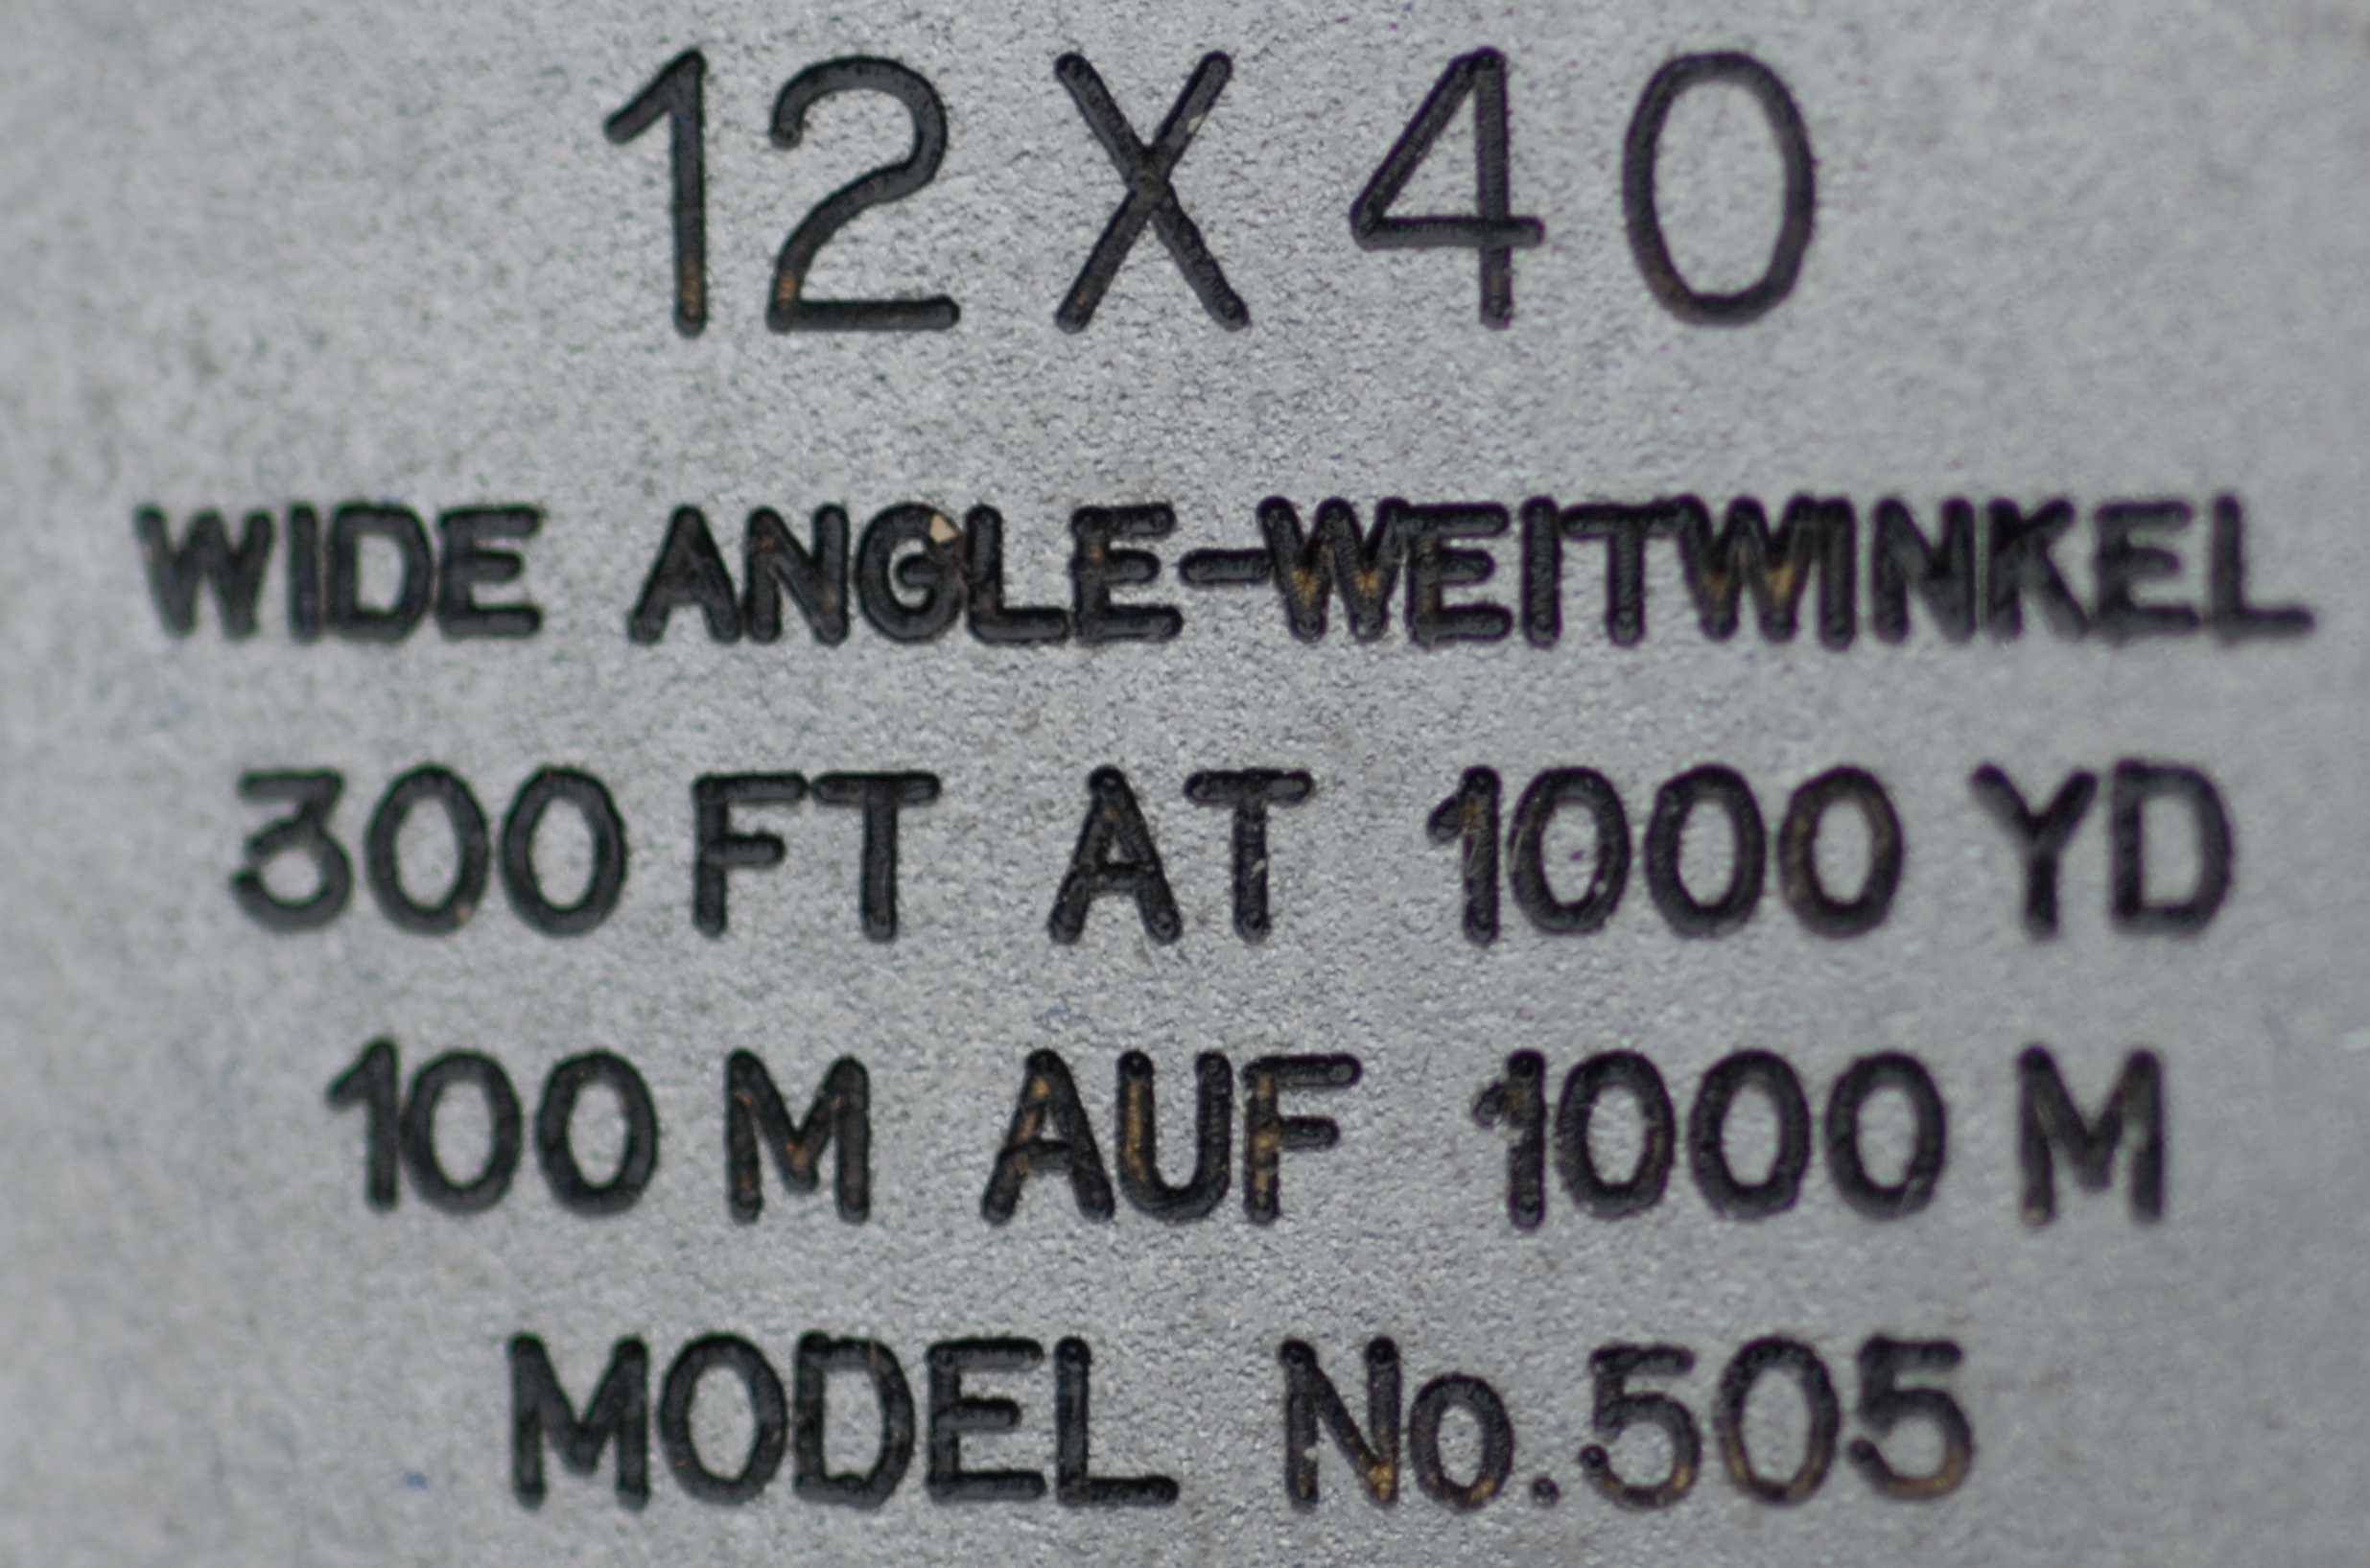 12X40
WIDE ANGLE-WEITWINKEL
300 FT AT 1000 YD
100 M AUF 1000 M
MODEL No.505